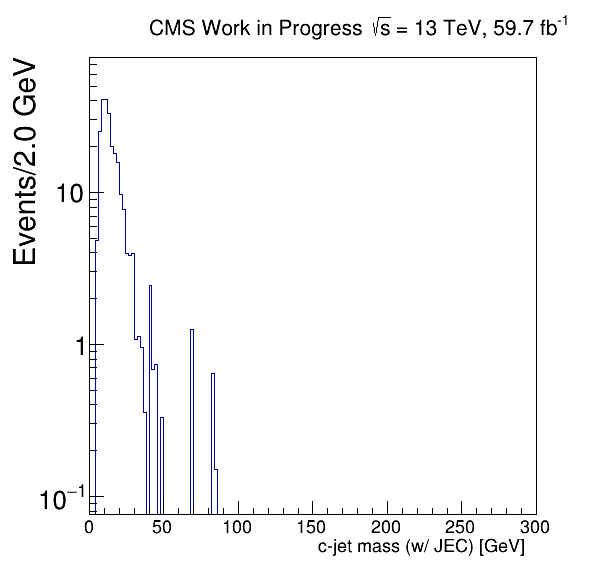 CMS Work in Progress √s = 13 TeV, 59.7 fb⁻¹
Events/2.0 GeV
10
1
10⁻¹
0 50 100 150 200 250 300
c-jet mass (w/ JEC) [GeV]